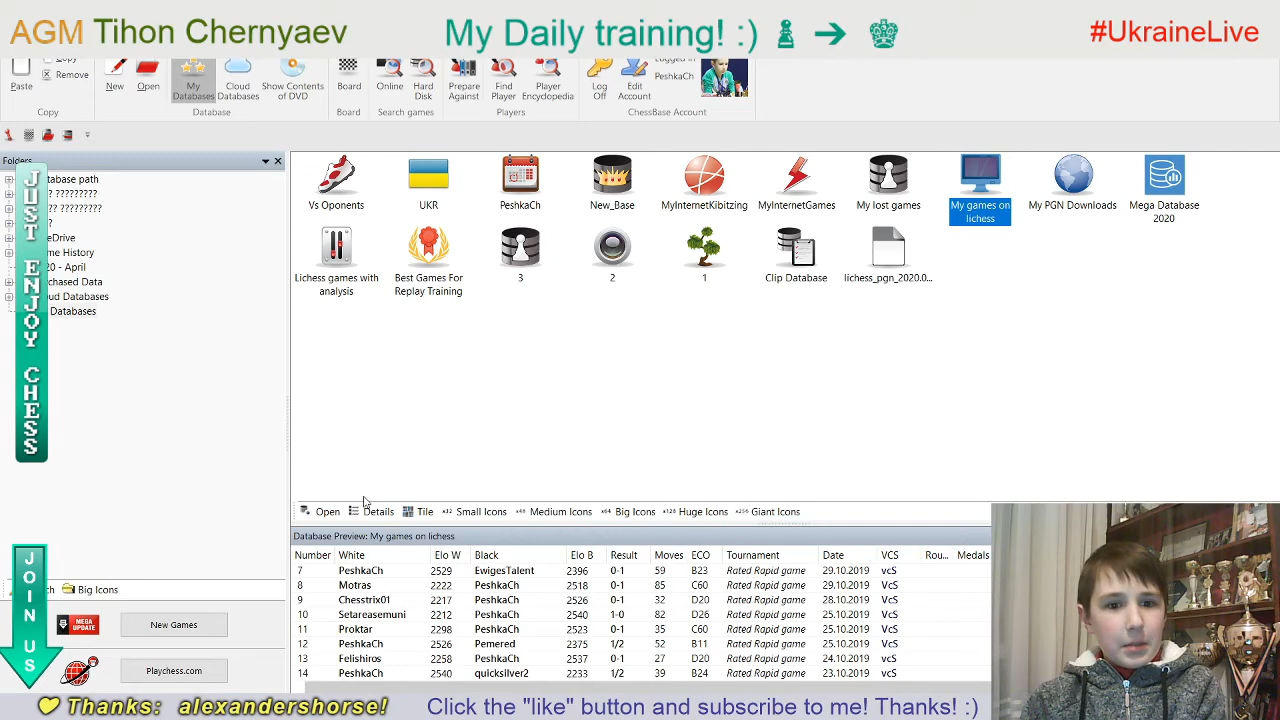 AGM Tihon Chernyaev
My Daily training! :)
#UkraineLive
Paste
Copy
Remove
Copy
New
Open
My Databases
Cloud Databases
Show Contents of DVD
Database
Board
Board
Online
Hard Disk
Search games
Prepare Against
Find Player
Player Encyclopedia
Players
Log Off
Edit Account
Logged in
PeshkaCh
ChessBase Account
Folders
tabase path
? ?????????
?? ?????????
?
eDrive
me History
20 - April
chased Data
ud Databases
Databases
JUST ENJOY CHESS
Vs Oponents
UKR
PeshkaCh
New_Base
MyInternetKibitzing
MyInternetGames
My lost games
My games on lichess
My PGN Downloads
Mega Database 2020
Lichess games with analysis
Best Games For Replay Training
3
2
1
Clip Database
lichess_pgn_2020.0...
Open
Details
Tile
x32 Small Icons
x48 Medium Icons
x64 Big Icons
x128 Huge Icons
x256 Giant Icons
Database Preview: My games on lichess
Number White Elo W Black Elo B Result Moves ECO Tournament Date VCS Rou... Medals
7 PeshkaCh 2529 EwigesTalent 2396 0-1 59 B23 Rated Rapid game 29.10.2019 vcS
8 Motras 2222 PeshkaCh 2518 0-1 85 C60 Rated Rapid game 29.10.2019 vcS
9 Chesstrix01 2217 PeshkaCh 2526 0-1 32 D20 Rated Rapid game 28.10.2019 vcS
10 Setareasemuni 2212 PeshkaCh 2540 1-0 82 D26 Rated Rapid game 25.10.2019 vcS
11 Proktar 2298 PeshkaCh 2523 0-1 35 C60 Rated Rapid game 25.10.2019 vcS
12 PeshkaCh 2526 Pemered 2375 1/2 52 B11 Rated Rapid game 25.10.2019 vcS
13 Felishiros 2250 PeshkaCh 2537 0-1 27 D20 Rated Rapid game 24.10.2019 vcS
14 PeshkaCh 2540 quicksilver2 2233 1/2 39 B24 Rated Rapid game 23.10.2019 vcS
Big Icons
MEGA UPDATE
New Games
Playchess.com
JOIN US
Thanks: alexandershorse!
Click the "like" button and subscribe to me! Thanks! :)